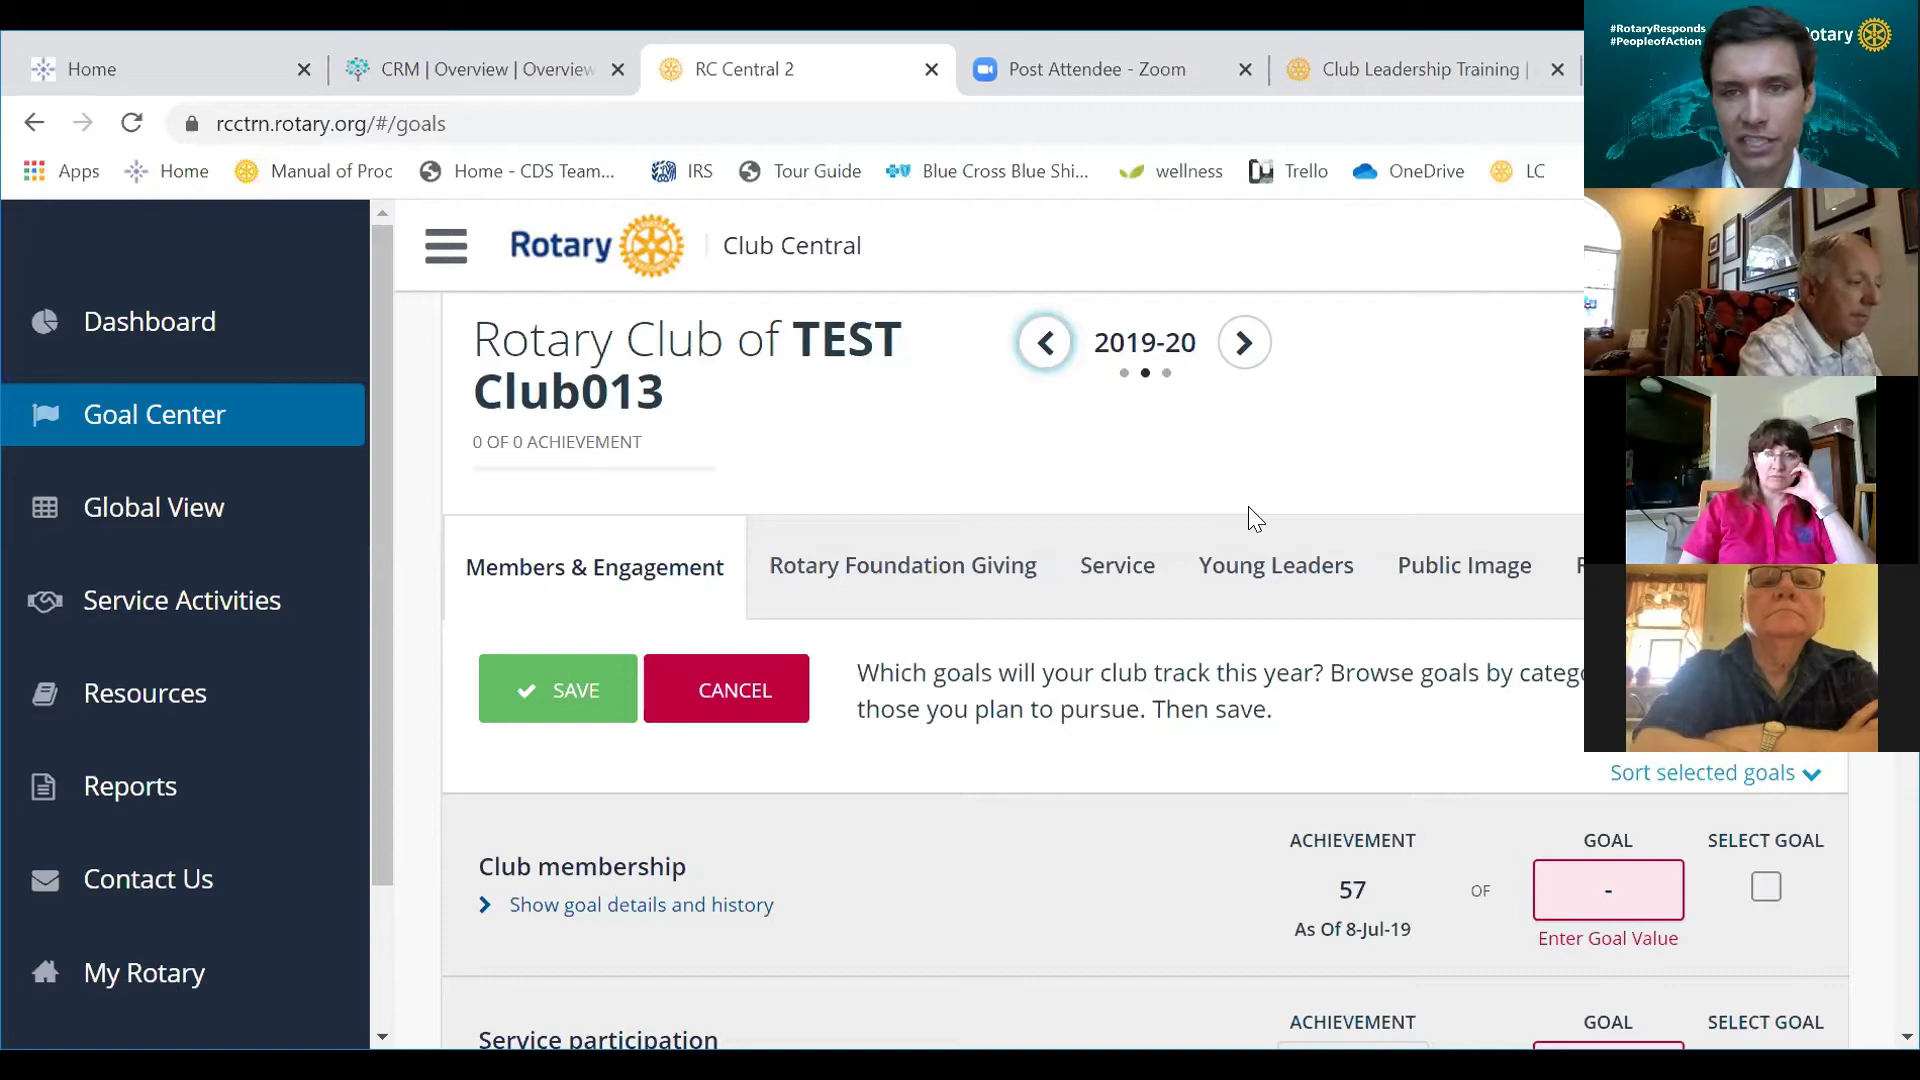 Home
CRM | Overview | Overview
RC Central 2
Post Attendee - Zoom
Club Leadership Training |
rcctrn.rotary.org/#/goals
Apps
Home
Manual of Proc
Home - CDS Team...
IRS
Tour Guide
Blue Cross Blue Shi...
wellness
Trello
OneDrive
LC
#RotaryResponds
#PeopleofAction
otary
Rotary
Club Central
Dashboard
Goal Center
Global View
Service Activities
Resources
Reports
Contact Us
My Rotary
Rotary Club of TEST
Club013
0 OF 0 ACHIEVEMENT
2019-20
Members & Engagement
Rotary Foundation Giving
Service
Young Leaders
Public Image
SAVE
CANCEL
Which goals will your club track this year? Browse goals by catego
those you plan to pursue. Then save.
Sort selected goals
Club membership
Show goal details and history
ACHIEVEMENT
57
As Of 8-Jul-19
OF
GOAL
-
Enter Goal Value
SELECT GOAL
Service participation
ACHIEVEMENT
GOAL
SELECT GOAL